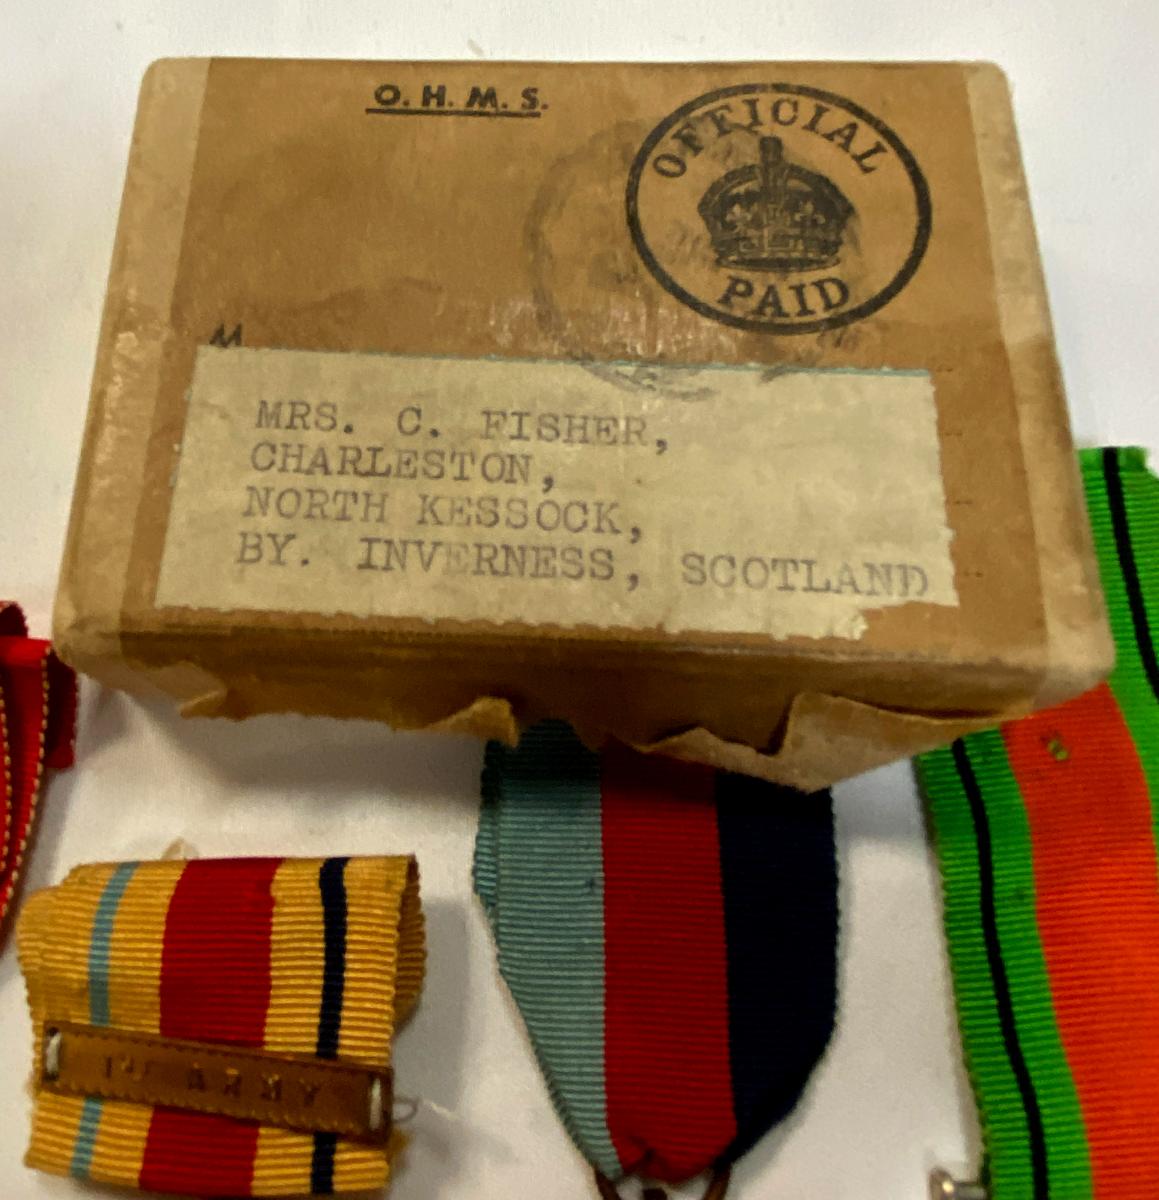 O. H. M. S.
OFFICIAL
PAID
M
MRS. C. FISHER,
CHARLESTON,
NORTH KESSOCK,
BY. INVERNESS, SCOTLAND
1ST ARMY